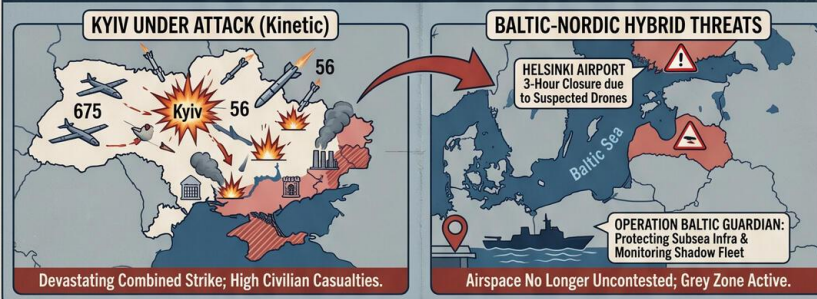 KYIV UNDER ATTACK (Kinetic)
675
Kyiv
56
56
Devastating Combined Strike; High Civilian Casualties.
BALTIC-NORDIC HYBRID THREATS
HELSINKI AIRPORT
3-Hour Closure due
to Suspected Drones
Baltic Sea
OPERATION BALTIC GUARDIAN:
Protecting Subsea Infra &
Monitoring Shadow Fleet
Airspace No Longer Uncontested; Grey Zone Active.